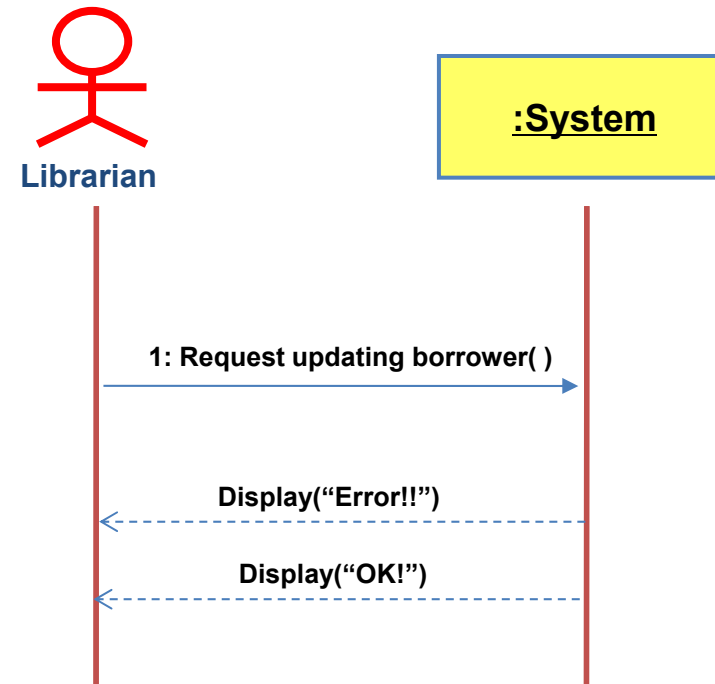 :System
Librarian
1: Request updating borrower( )
Display(“Error!!”)
Display(“OK!”)